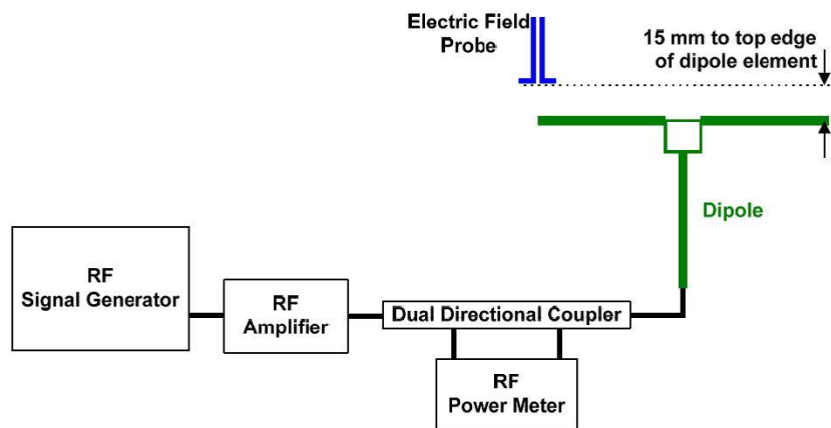 Electric Field
Probe
15 mm to top edge
of dipole element
Dipole
RF
Signal Generator
RF
Amplifier
Dual Directional Coupler
RF
Power Meter